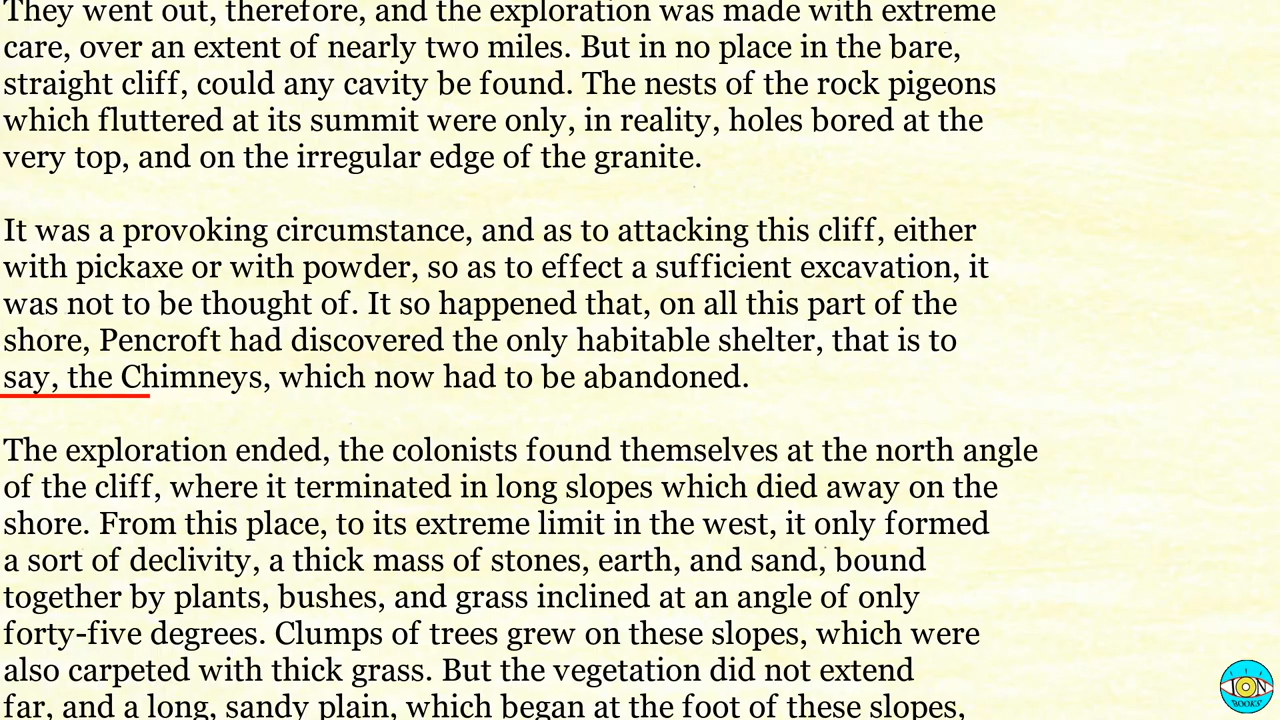 They went out, therefore, and the exploration was made with extreme
care, over an extent of nearly two miles. But in no place in the bare,
straight cliff, could any cavity be found. The nests of the rock pigeons
which fluttered at its summit were only, in reality, holes bored at the
very top, and on the irregular edge of the granite.
It was a provoking circumstance, and as to attacking this cliff, either
with pickaxe or with powder, so as to effect a sufficient excavation, it
was not to be thought of. It so happened that, on all this part of the
shore, Pencroft had discovered the only habitable shelter, that is to
say, the Chimneys, which now had to be abandoned.
The exploration ended, the colonists found themselves at the north angle
of the cliff, where it terminated in long slopes which died away on the
shore. From this place, to its extreme limit in the west, it only formed
a sort of declivity, a thick mass of stones, earth, and sand, bound
together by plants, bushes, and grass inclined at an angle of only
forty-five degrees. Clumps of trees grew on these slopes, which were
also carpeted with thick grass. But the vegetation did not extend
far, and a long, sandy plain, which began at the foot of these slopes,
ION
BOOKS